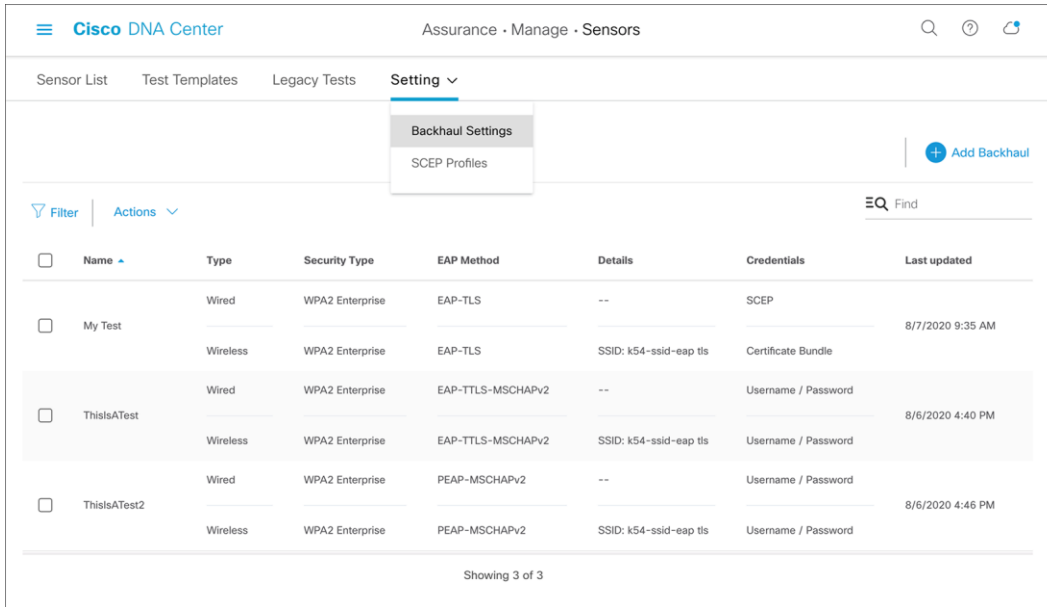 Cisco DNA Center
Assurance · Manage · Sensors
Sensor List Test Templates Legacy Tests Setting
Backhaul Settings
SCEP Profiles
Add Backhaul
Filter Actions Find
Name Type Security Type EAP Method Details Credentials Last updated
Wired WPA2 Enterprise EAP-TLS -- SCEP
My Test 8/7/2020 9:35 AM
Wireless WPA2 Enterprise EAP-TLS SSID: k54-ssid-eap tls Certificate Bundle
Wired WPA2 Enterprise EAP-TTLS-MSCHAPv2 -- Username / Password
ThisIsATest 8/6/2020 4:40 PM
Wireless WPA2 Enterprise EAP-TTLS-MSCHAPv2 SSID: k54-ssid-eap tls Username / Password
Wired WPA2 Enterprise PEAP-MSCHAPv2 -- Username / Password
ThisIsATest2 8/6/2020 4:46 PM
Wireless WPA2 Enterprise PEAP-MSCHAPv2 SSID: k54-ssid-eap tls Username / Password
Showing 3 of 3